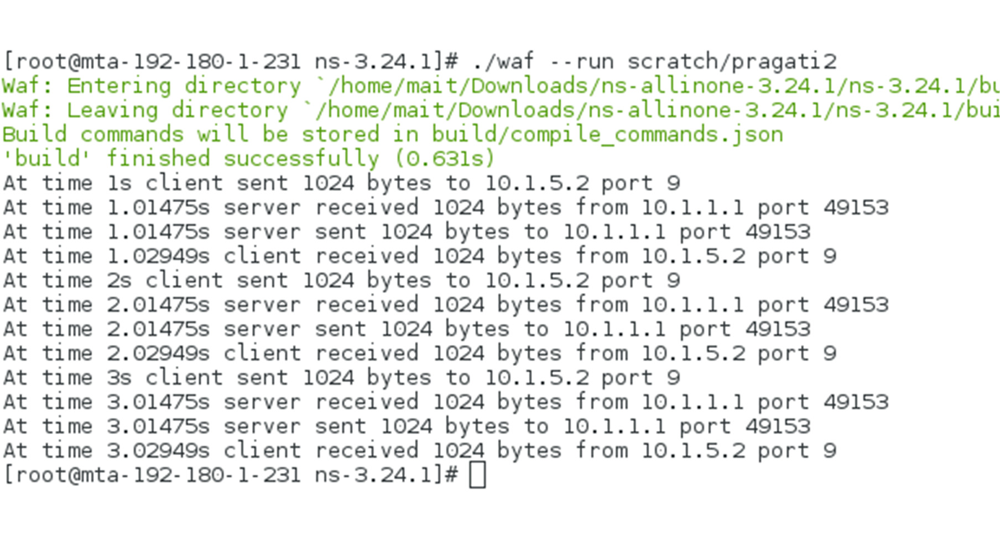 [root@mta-192-180-1-231 ns-3.24.1]# ./waf --run scratch/pragati2
Waf: Entering directory `/home/mait/Downloads/ns-allinone-3.24.1/ns-3.24.1/bu
Waf: Leaving directory `/home/mait/Downloads/ns-allinone-3.24.1/ns-3.24.1/bui
Build commands will be stored in build/compile_commands.json
'build' finished successfully (0.631s)
At time 1s client sent 1024 bytes to 10.1.5.2 port 9
At time 1.01475s server received 1024 bytes from 10.1.1.1 port 49153
At time 1.01475s server sent 1024 bytes to 10.1.1.1 port 49153
At time 1.02949s client received 1024 bytes from 10.1.5.2 port 9
At time 2s client sent 1024 bytes to 10.1.5.2 port 9
At time 2.01475s server received 1024 bytes from 10.1.1.1 port 49153
At time 2.01475s server sent 1024 bytes to 10.1.1.1 port 49153
At time 2.02949s client received 1024 bytes from 10.1.5.2 port 9
At time 3s client sent 1024 bytes to 10.1.5.2 port 9
At time 3.01475s server received 1024 bytes from 10.1.1.1 port 49153
At time 3.01475s server sent 1024 bytes to 10.1.1.1 port 49153
At time 3.02949s client received 1024 bytes from 10.1.5.2 port 9
[root@mta-192-180-1-231 ns-3.24.1]#